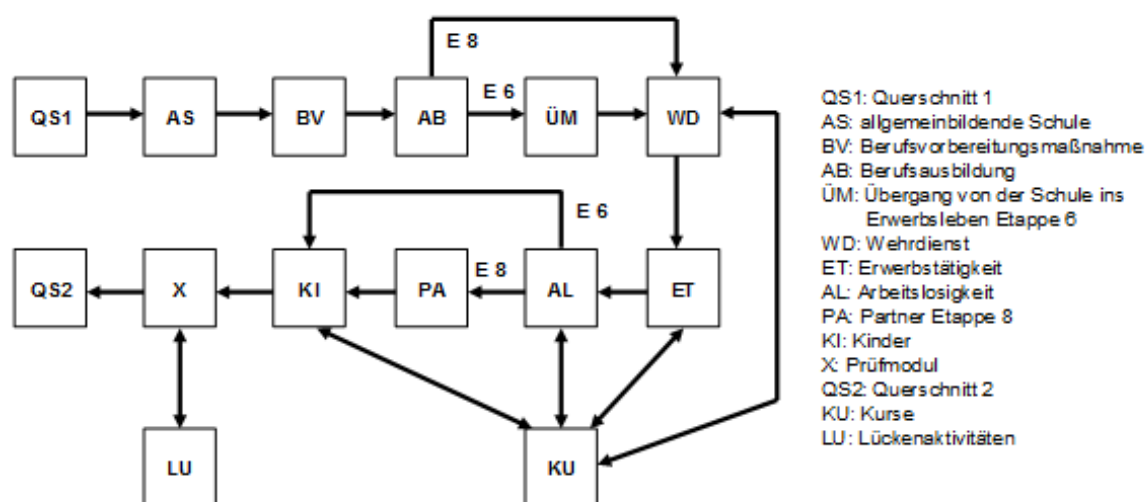 E 8
E 6
QS1 AS BV AB ÜM WD
E 6
E 8
QS2 X KI PA AL ET
LU KU
QS1: Querschnitt 1
AS: allgemeinbildende Schule
BV: Berufsvorbereitungsmaßnahme
AB: Berufsausbildung
ÜM: Übergang von der Schule ins
Erwerbsleben Etappe 6
WD: Wehrdienst
ET: Erwerbstätigkeit
AL: Arbeitslosigkeit
PA: Partner Etappe 8
KI: Kinder
X: Prüfmodul
QS2: Querschnitt 2
KU: Kurse
LU: Lückenaktivitäten